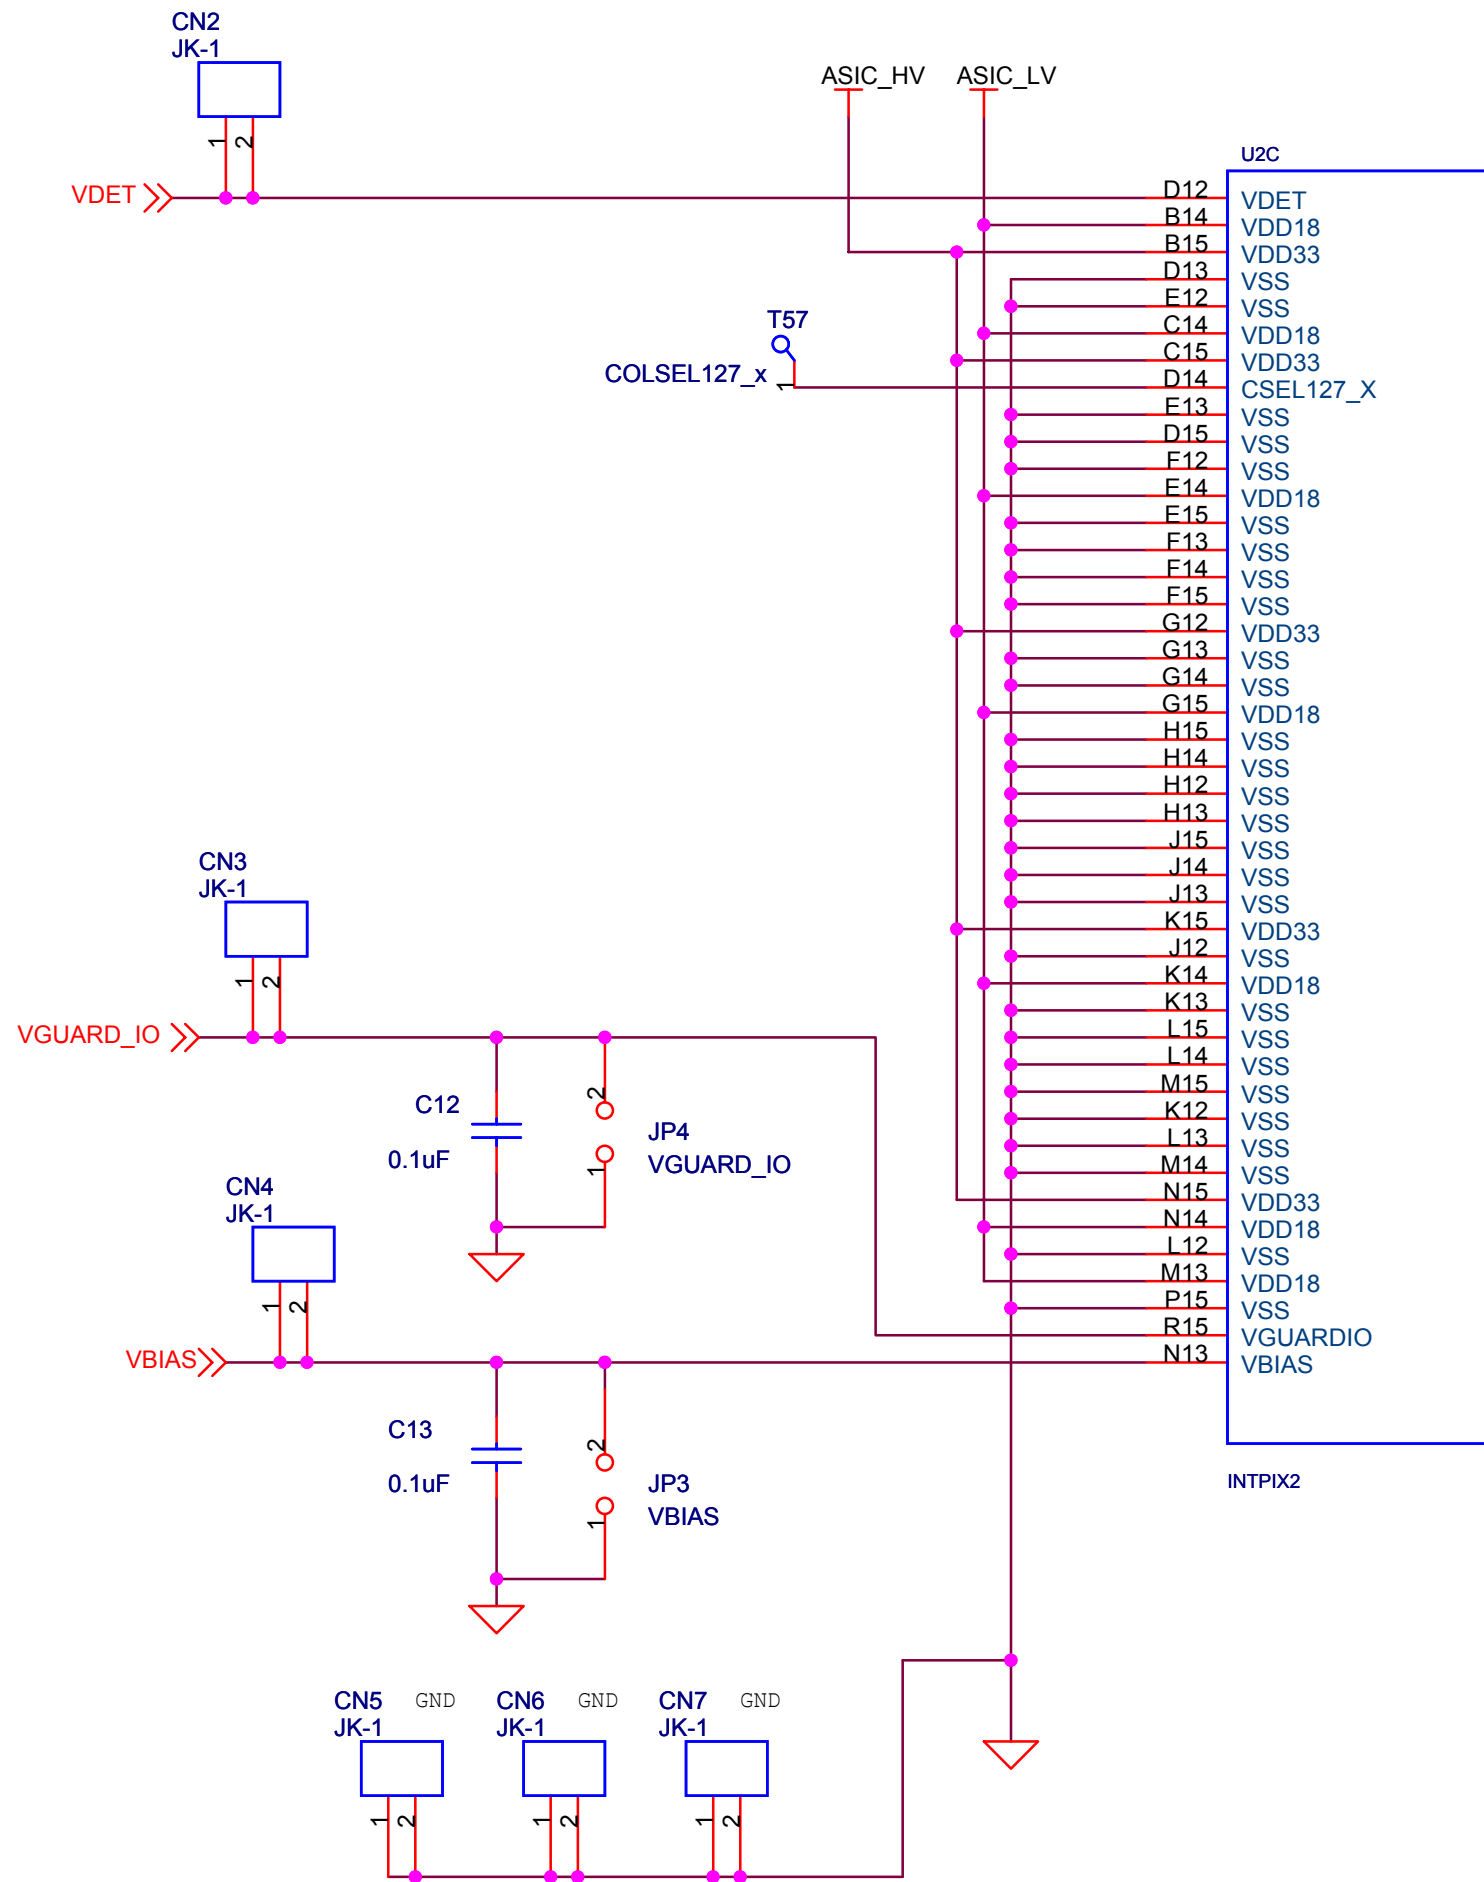 CN2
JK-1
1 2
VDET
ASIC_HV ASIC_LV
U2C
D12 VDET
B14 VDD18
B15 VDD33
D13 VSS
E12 VSS
C14 VDD18
C15 VDD33
D14 CSEL127_X
E13 VSS
D15 VSS
F12 VSS
E14 VDD18
E15 VSS
F13 VSS
F14 VSS
F15 VSS
G12 VDD33
G13 VSS
G14 VSS
G15 VDD18
H15 VSS
H14 VSS
H12 VSS
H13 VSS
J15 VSS
J14 VSS
J13 VSS
K15 VDD33
J12 VSS
K14 VDD18
K13 VSS
L15 VSS
L14 VSS
M15 VSS
K12 VSS
L13 VSS
M14 VSS
N15 VDD33
N14 VDD18
L12 VSS
M13 VDD18
P15 VSS
R15 VGUARDIO
N13 VBIAS
INTPIX2
T57
COLSEL127_x
1
CN3
JK-1
1 2
VGUARD_IO
C12
0.1uF
2
1
JP4
VGUARD_IO
CN4
JK-1
1 2
VBIAS
C13
0.1uF
2
1
JP3
VBIAS
CN5 GND
JK-1
1 2
CN6 GND
JK-1
1 2
CN7 GND
JK-1
1 2